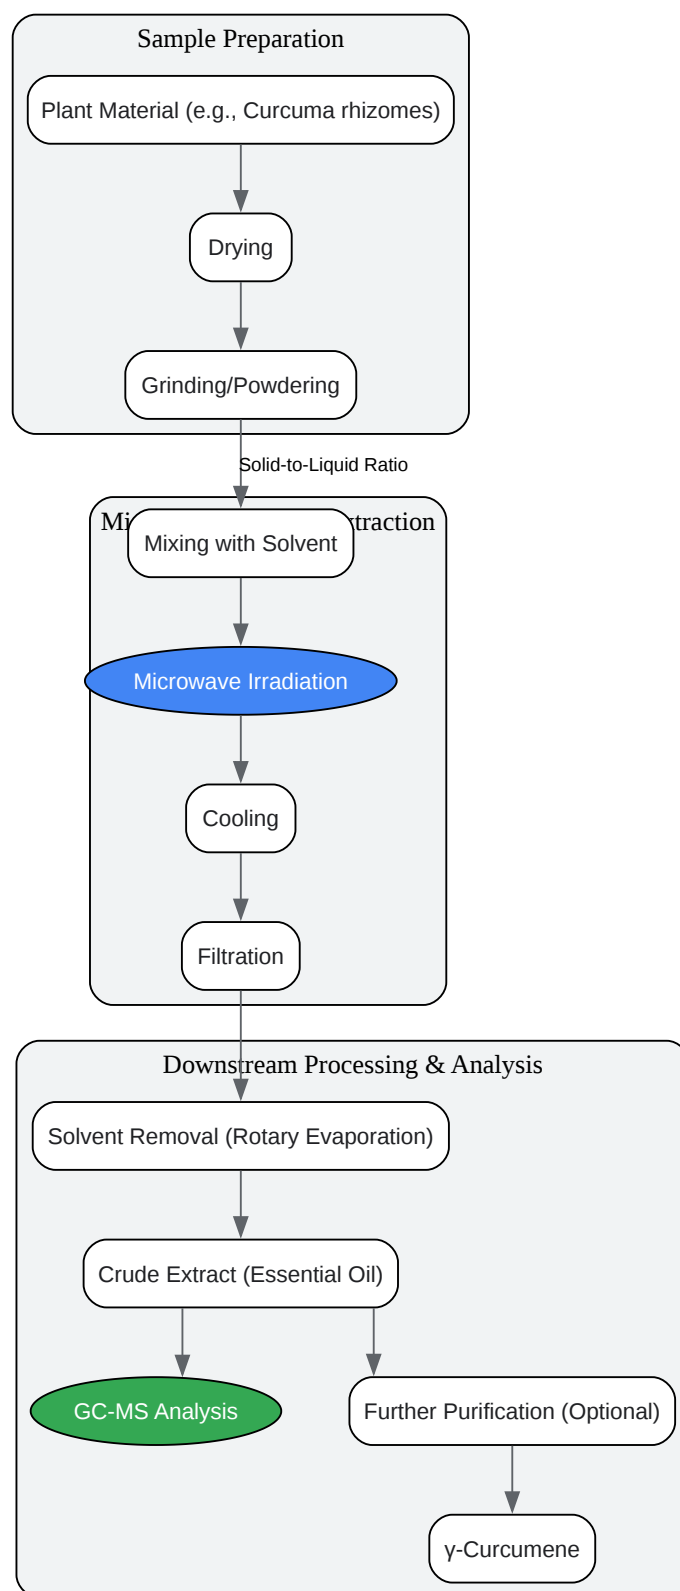 Sample Preparation
Plant Material (e.g., Curcuma rhizomes)
Drying
Grinding/Powdering
Solid-to-Liquid Ratio
Mixing with Solvent
Microwave Irradiation
Cooling
Filtration
Downstream Processing & Analysis
Solvent Removal (Rotary Evaporation)
Crude Extract (Essential Oil)
GC-MS Analysis
Further Purification (Optional)
γ-Curcumene